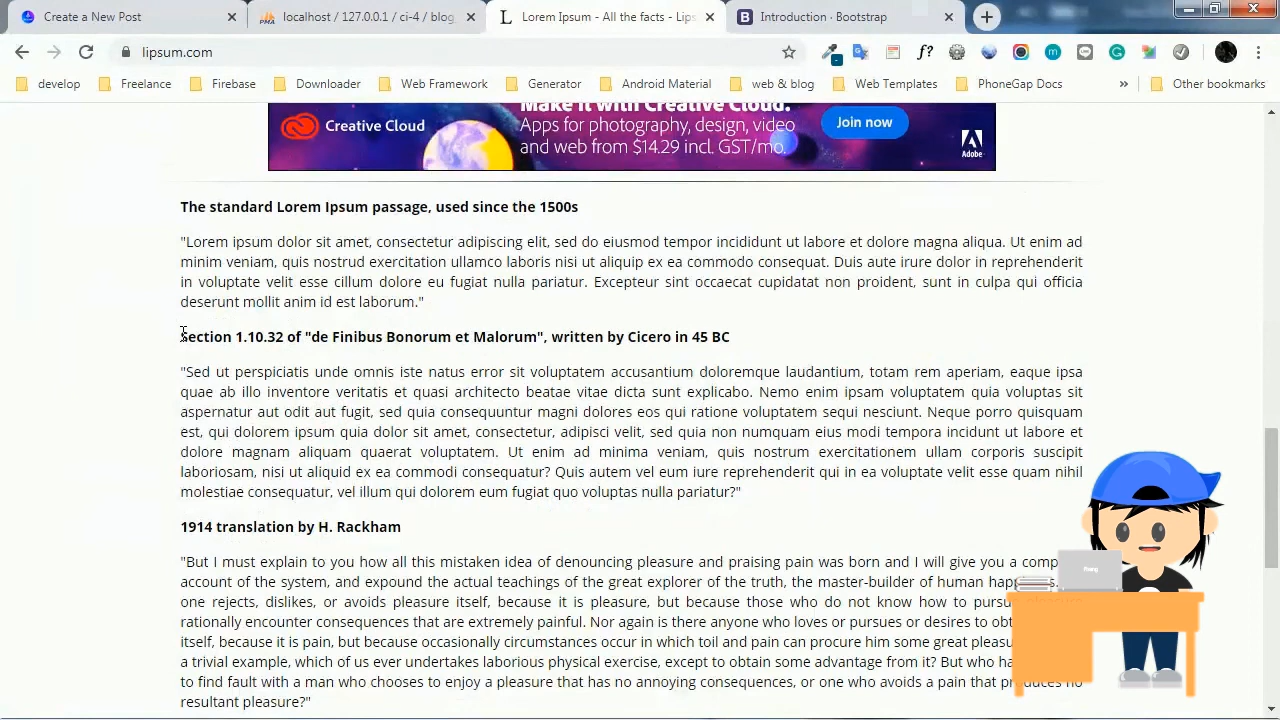 Create a New Post
localhost / 127.0.0.1 / ci-4 / blog
Lorem Ipsum - All the facts - Lips
Introduction · Bootstrap
lipsum.com
develop
Freelance
Firebase
Downloader
Web Framework
Generator
Android Material
web & blog
Web Templates
PhoneGap Docs
Other bookmarks
Creative Cloud
Make it with Creative Cloud.
Apps for photography, design, video
and web from $14.29 incl. GST/mo.
Join now
Adobe
The standard Lorem Ipsum passage, used since the 1500s
"Lorem ipsum dolor sit amet, consectetur adipiscing elit, sed do eiusmod tempor incididunt ut labore et dolore magna aliqua. Ut enim ad
minim veniam, quis nostrud exercitation ullamco laboris nisi ut aliquip ex ea commodo consequat. Duis aute irure dolor in reprehenderit
in voluptate velit esse cillum dolore eu fugiat nulla pariatur. Excepteur sint occaecat cupidatat non proident, sunt in culpa qui officia
deserunt mollit anim id est laborum."
Section 1.10.32 of "de Finibus Bonorum et Malorum", written by Cicero in 45 BC
"Sed ut perspiciatis unde omnis iste natus error sit voluptatem accusantium doloremque laudantium, totam rem aperiam, eaque ipsa
quae ab illo inventore veritatis et quasi architecto beatae vitae dicta sunt explicabo. Nemo enim ipsam voluptatem quia voluptas sit
aspernatur aut odit aut fugit, sed quia consequuntur magni dolores eos qui ratione voluptatem sequi nesciunt. Neque porro quisquam
est, qui dolorem ipsum quia dolor sit amet, consectetur, adipisci velit, sed quia non numquam eius modi tempora incidunt ut labore et
dolore magnam aliquam quaerat voluptatem. Ut enim ad minima veniam, quis nostrum exercitationem ullam corporis suscipit
laboriosam, nisi ut aliquid ex ea commodi consequatur? Quis autem vel eum iure reprehenderit qui in ea voluptate velit esse quam nihil
molestiae consequatur, vel illum qui dolorem eum fugiat quo voluptas nulla pariatur?"
1914 translation by H. Rackham
"But I must explain to you how all this mistaken idea of denouncing pleasure and praising pain was born and I will give you a comp
account of the system, and expound the actual teachings of the great explorer of the truth, the master-builder of human hap
one rejects, dislikes, or avoids pleasure itself, because it is pleasure, but because those who do not know how to pursu
rationally encounter consequences that are extremely painful. Nor again is there anyone who loves or pursues or desires to ob
itself, because it is pain, but because occasionally circumstances occur in which toil and pain can procure him some great pleasu
a trivial example, which of us ever undertakes laborious physical exercise, except to obtain some advantage from it? But who ha
to find fault with a man who chooses to enjoy a pleasure that has no annoying consequences, or one who avoids a pain that produces no
resultant pleasure?"